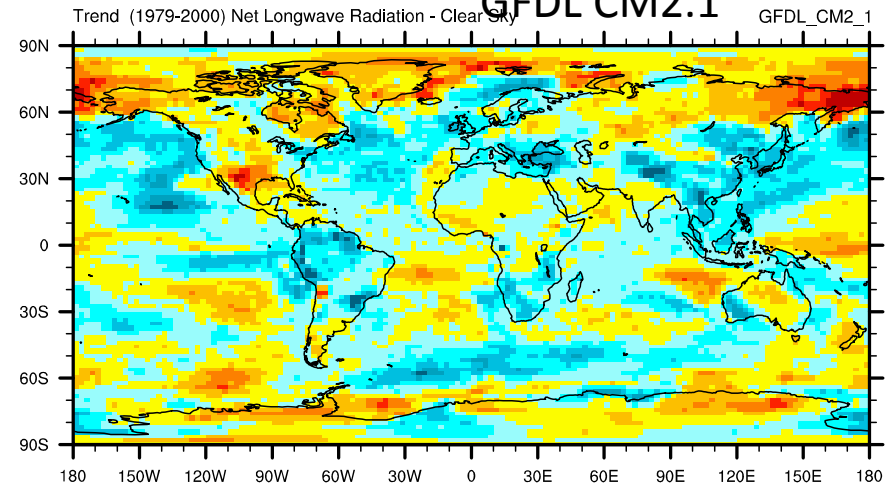 GFDL CM2.1
Trend (1979-2000) Net Longwave Radiation - Clear Sky
GFDL_CM2_1
90N
60N
30N
0
30S
60S
90S
180 150W 120W 90W 60W 30W 0 30E 60E 90E 120E 150E 180